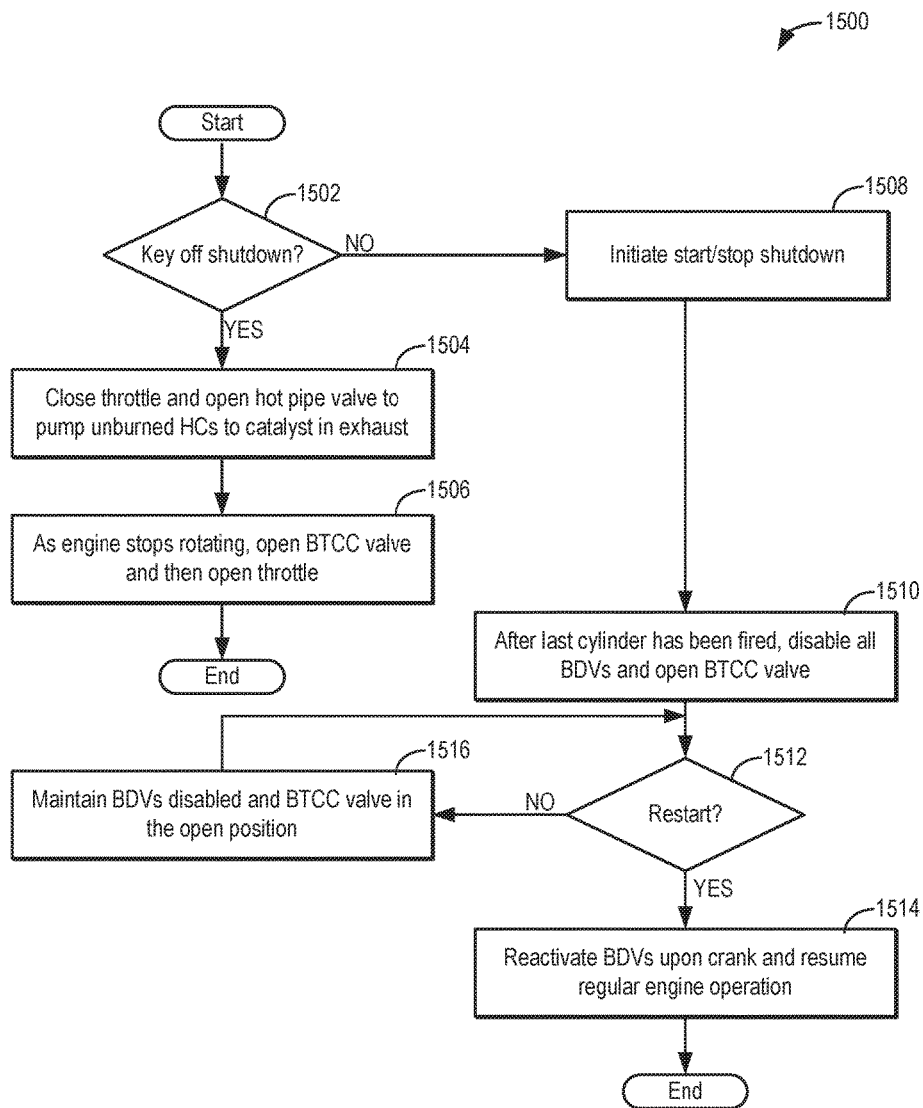 1500
Start
1502
Key off shutdown?
NO
YES
1504
Close throttle and open hot pipe valve to
pump unburned HCs to catalyst in exhaust
1506
As engine stops rotating, open BTCC valve
and then open throttle
End
1508
Initiate start/stop shutdown
1510
After last cylinder has been fired, disable all
BDVs and open BTCC valve
1512
Restart?
NO
1516
Maintain BDVs disabled and BTCC valve in
the open position
YES
1514
Reactivate BDVs upon crank and resume
regular engine operation
End